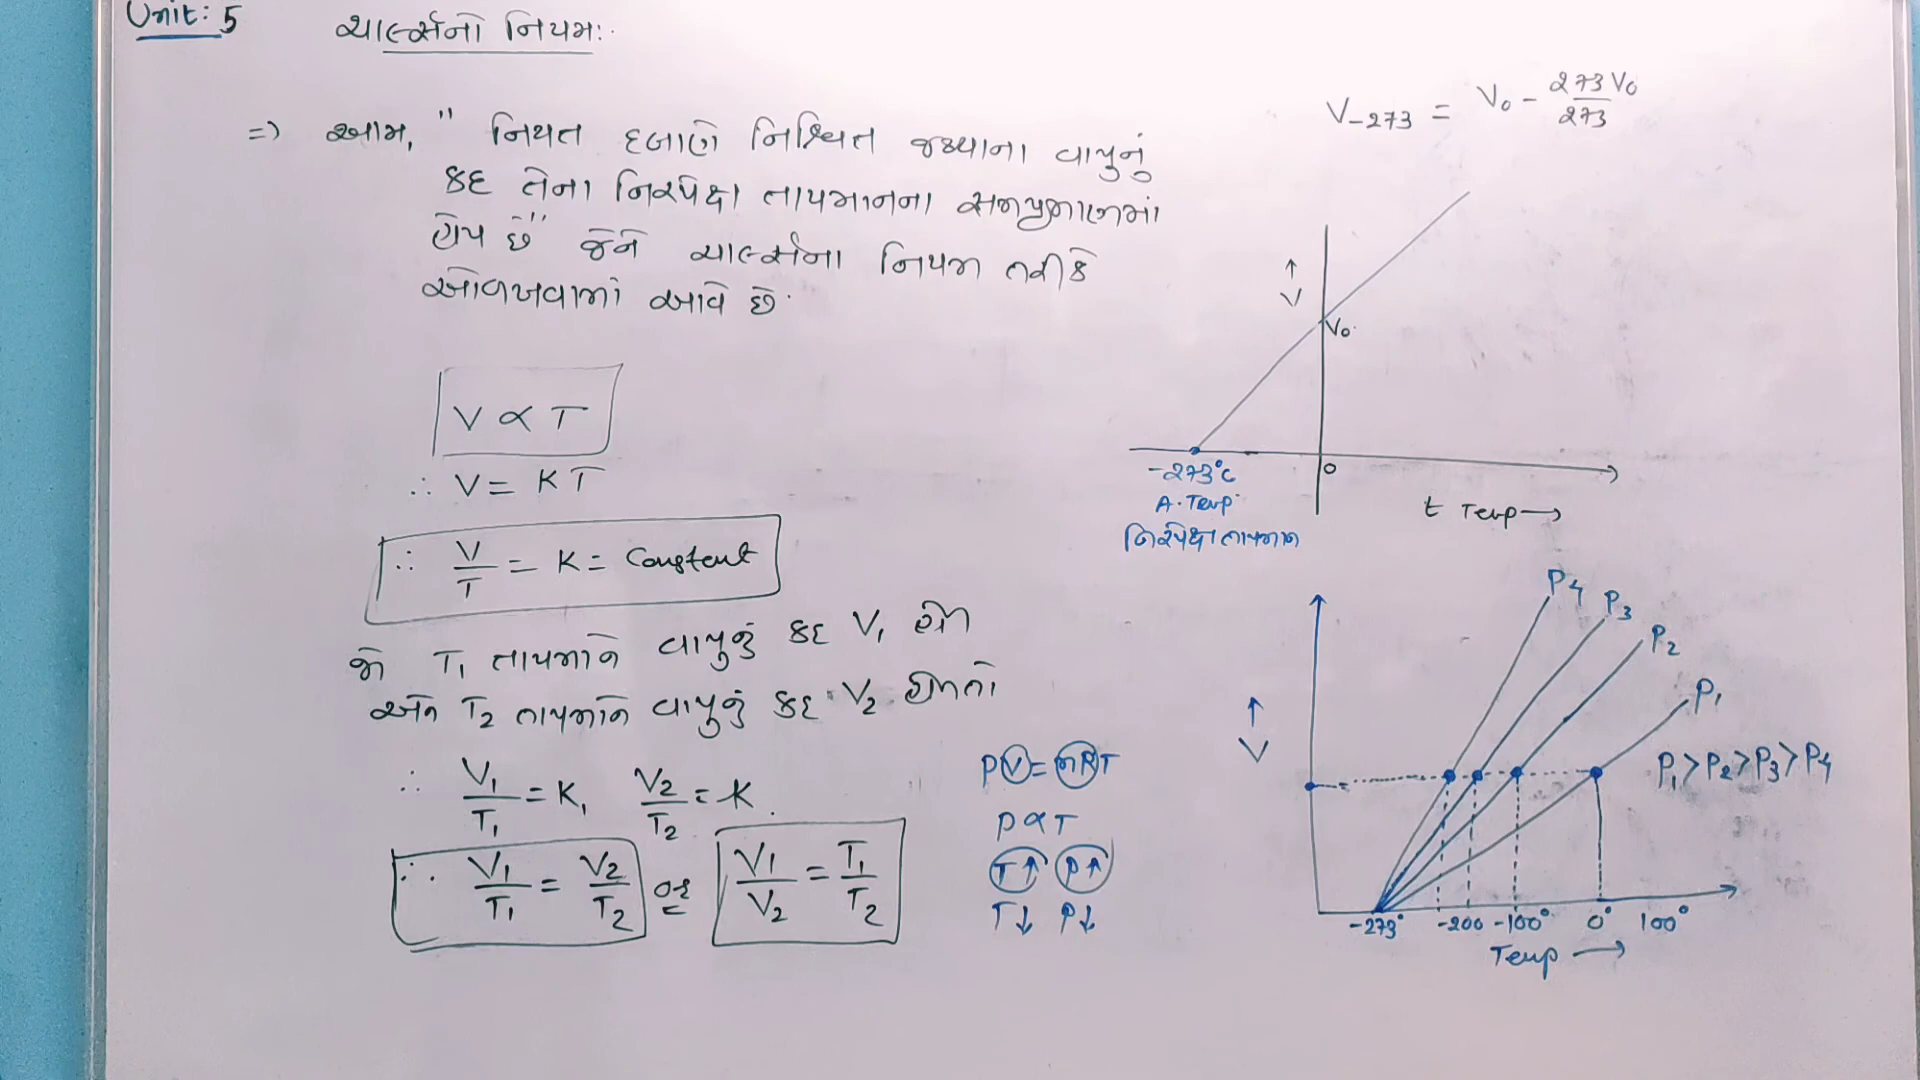 Unit: 5
ચાર્લ્સનો નિયમ:
=> આમ, " નિયત દબાણે નિશ્ચિત જથ્થાના વાયુનું
કદ તેના નિરપેક્ષ તાપમાનના સમપ્રમાણમાં
હોય છે" જેને ચાર્લ્સના નિયમ તરીકે
ઓળખવામાં આવે છે.
V ∝ T
∴ V = KT
∴ V/T = K = Constant
જો T₁ તાપમાને વાયુનું કદ V₁ હોય
અને T₂ તાપમાને વાયુનું કદ V₂ હોય તો
∴ V₁/T₁ = K, V₂/T₂ = K
∴ V₁/T₁ = V₂/T₂ or V₁/V₂ = T₁/T₂
PV = nRT
P ∝ T
T↑ P↑
T↓ P↓
V₋₂₇₃ = V₀ - 273 V₀/273
↑
V
V₀
-273°C
0
A. Temp
t Temp →
નિરપેક્ષ તાપમાન
P₄ P₃ P₂ P₁
↑
V
P₁ > P₂ > P₃ > P₄
-273° -200 -100° 0° 100°
Temp →